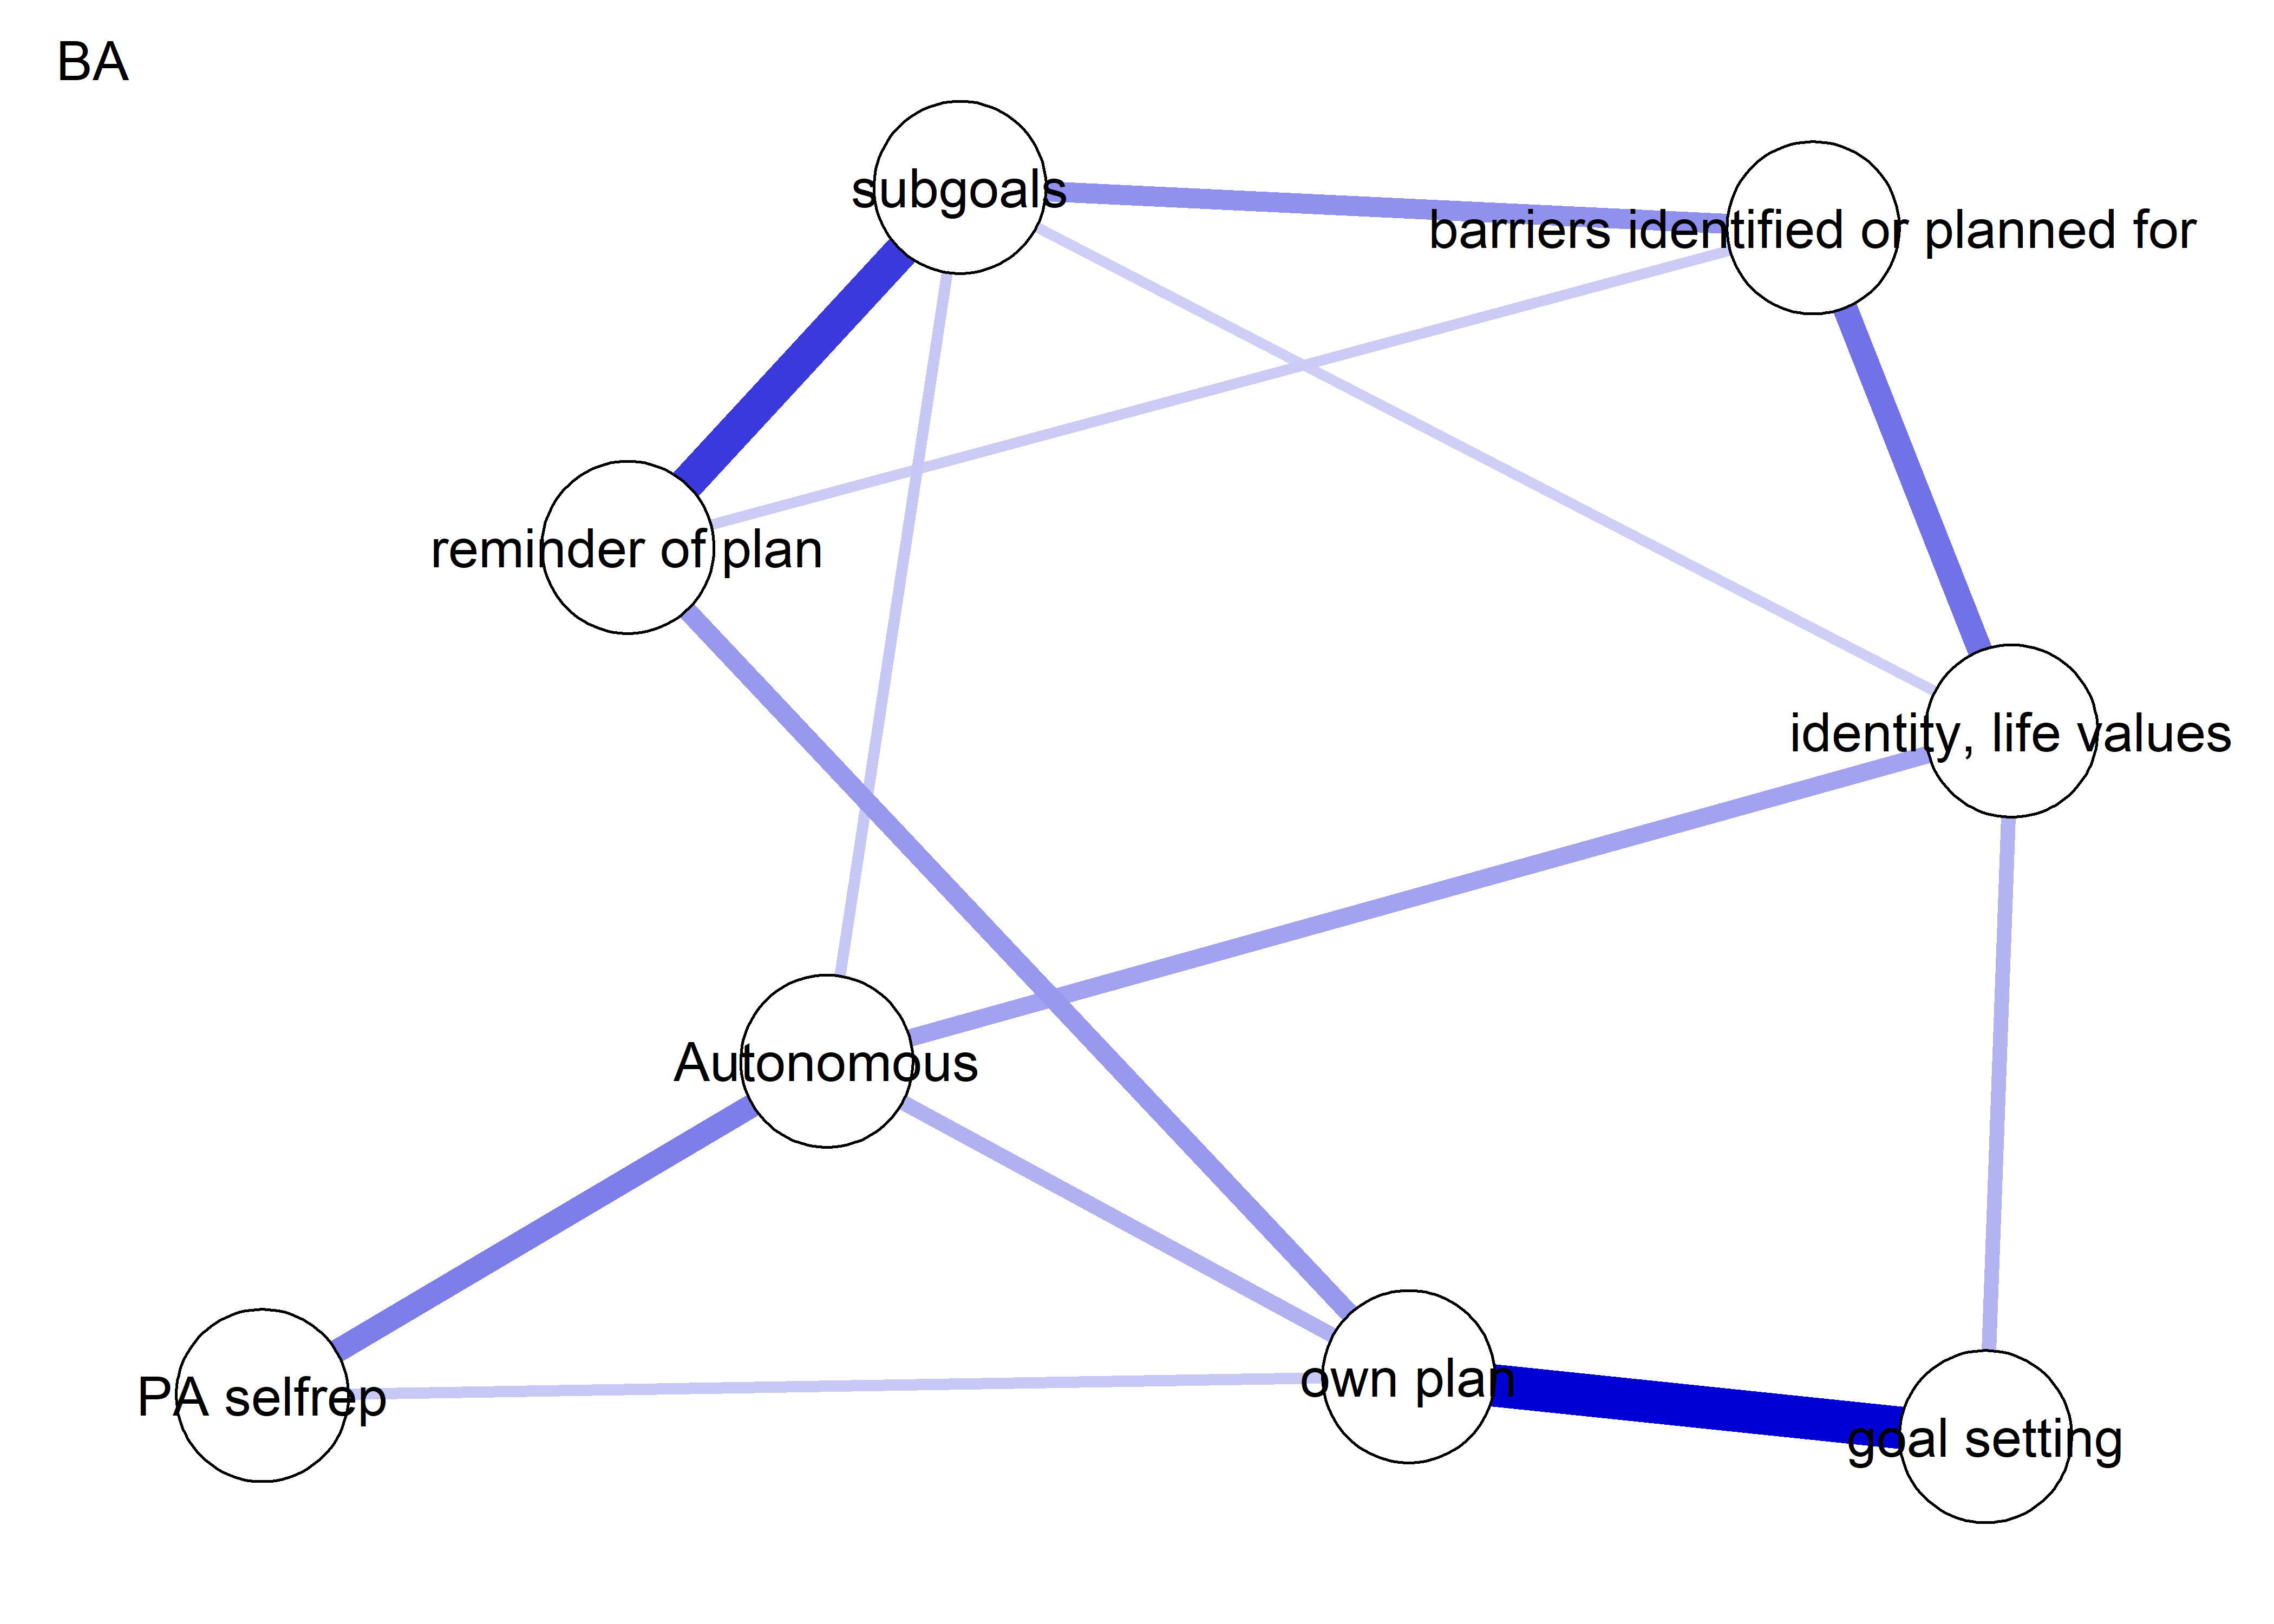 BA
subgoals
barriers identified or planned for
reminder of plan
identity, life values
Autonomous
PA selfrep
own plan
goal setting